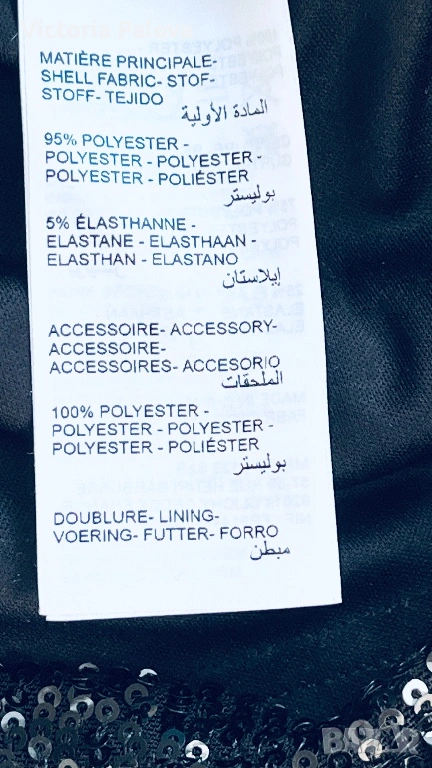 Victoria
MATIÈRE PRINCIPALE-
SHELL FABRIC- STOF-
STOFF- TEJIDO
المادة الأولية
95% POLYESTER -
POLYESTER - POLYESTER -
POLYESTER - POLIÉSTER
بوليستر
5% ÉLASTHANNE -
ELASTANE - ELASTHAAN -
ELASTHAN - ELASTANO
إيلاستان
ACCESSOIRE- ACCESSORY-
ACCESSOIRE-
ACCESSOIRES- ACCESORIO
الملحقات
100% POLYESTER -
POLYESTER - POLYESTER -
POLYESTER - POLIÉSTER
بوليستر
DOUBLURE- LINING-
VOERING- FUTTER- FORRO
مبطن